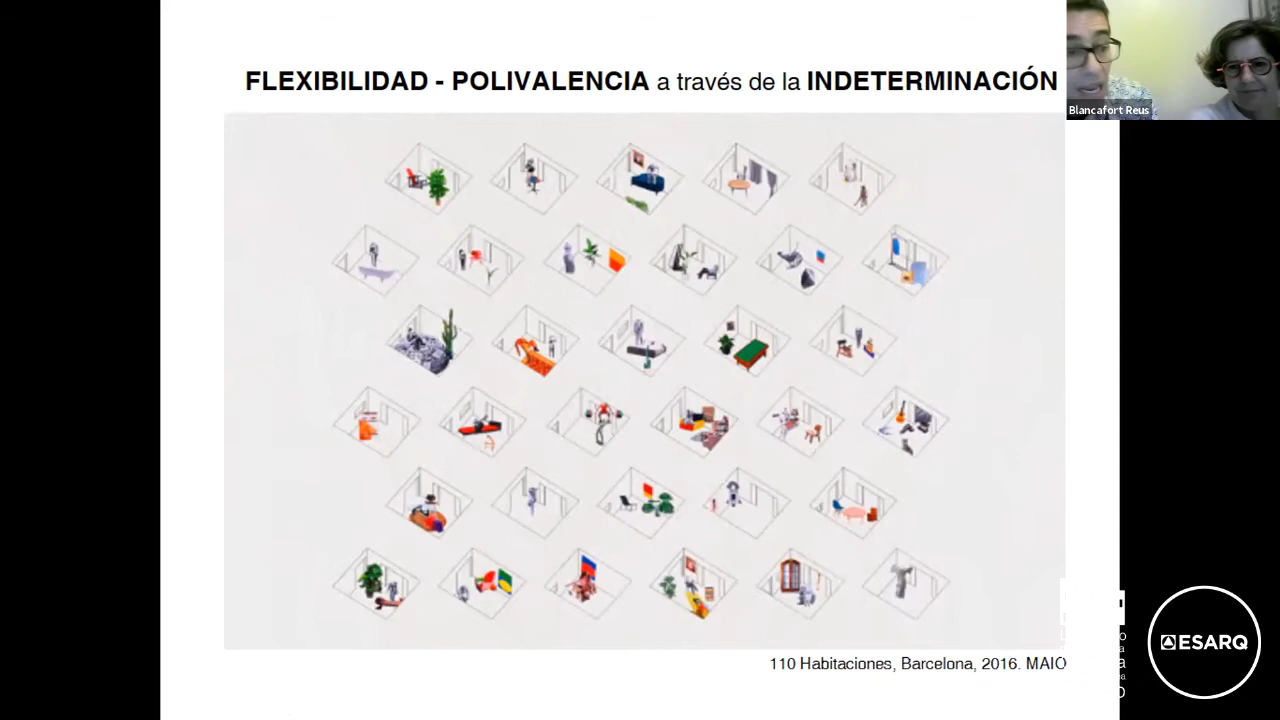 FLEXIBILIDAD - POLIVALENCIA a través de la INDETERMINACIÓN
Blancafort Reus
110 Habitaciones, Barcelona, 2016. MAIO
ESARQ